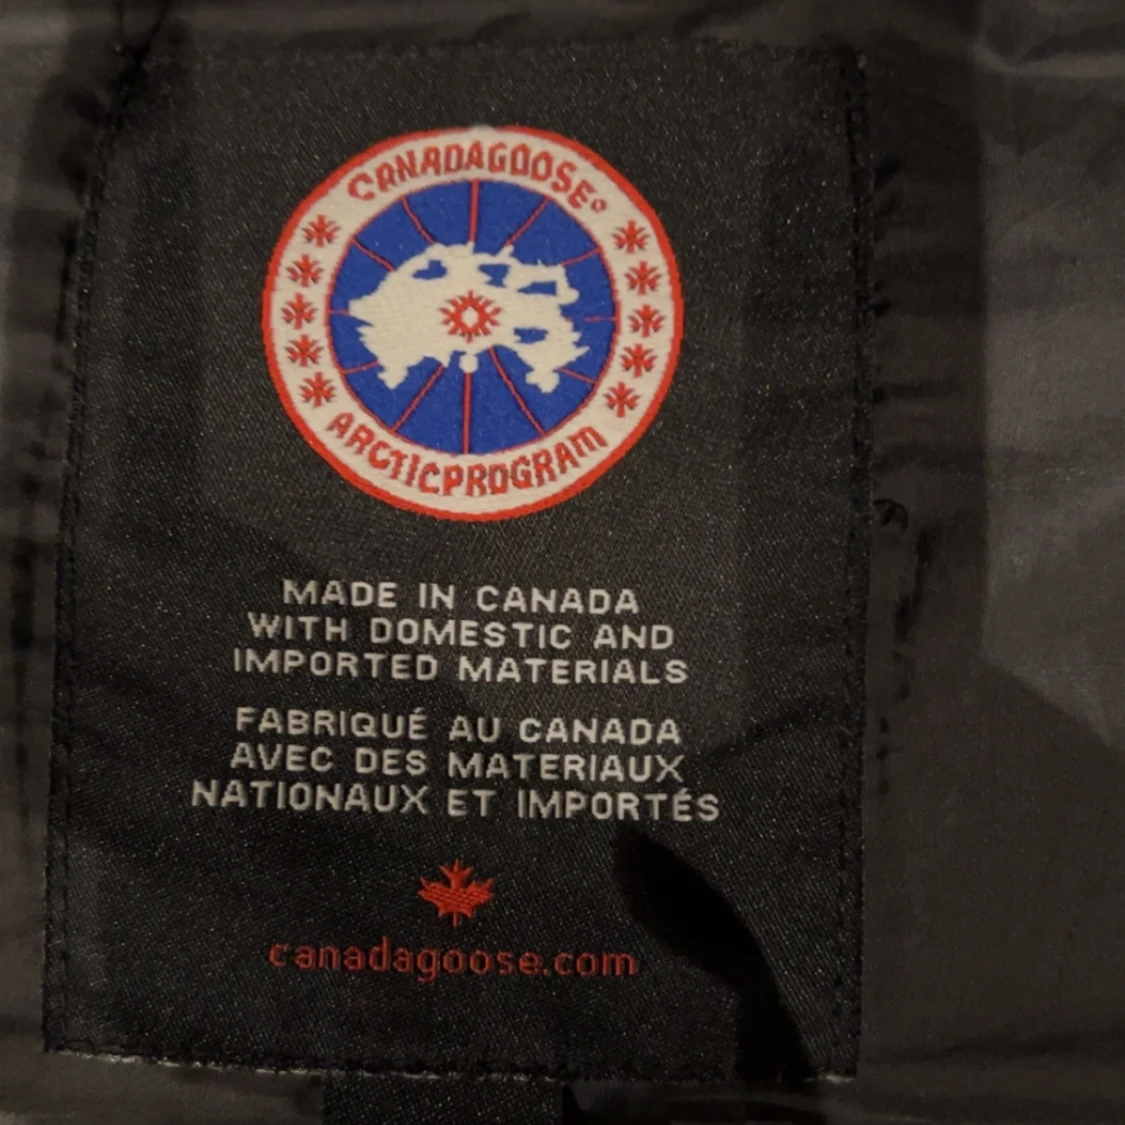 CANADAGOOSE
ARCTICPROGRAM
MADE IN CANADA
WITH DOMESTIC AND
IMPORTED MATERIALS
FABRIQUÉ AU CANADA
AVEC DES MATERIAUX
NATIONAUX ET IMPORTÉS
canadagoose.com